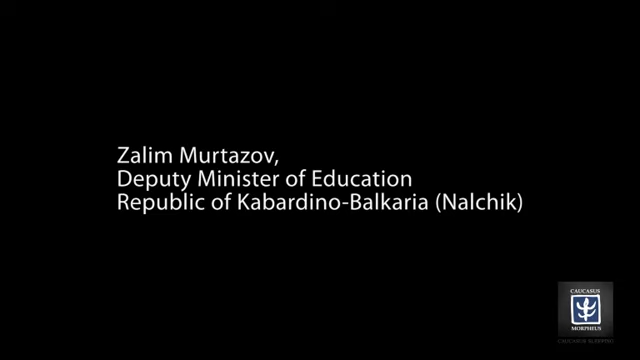 Zalim Murtazov,
Deputy Minister of Education
Republic of Kabardino-Balkaria (Nalchik)
CAUCASUS
MORPHEUS